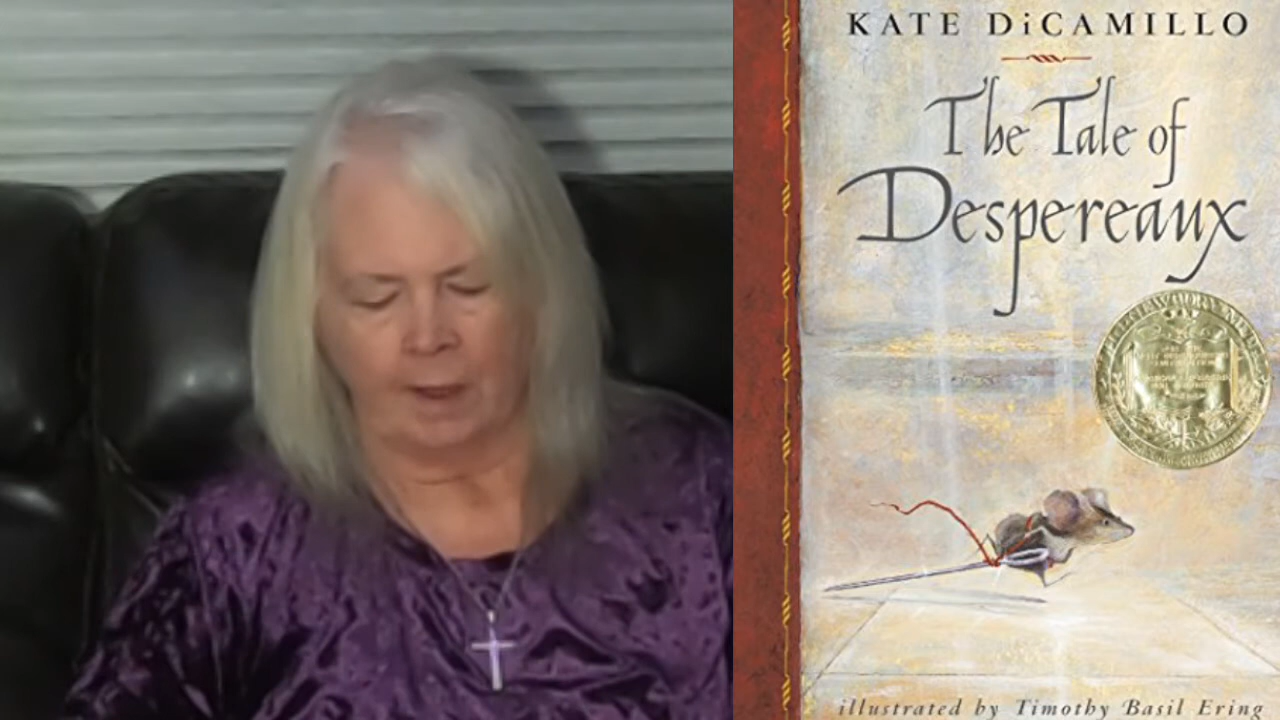 KATE DiCAMILLO
The Tale of
Despereaux
illustrated by Timothy Basil Ering